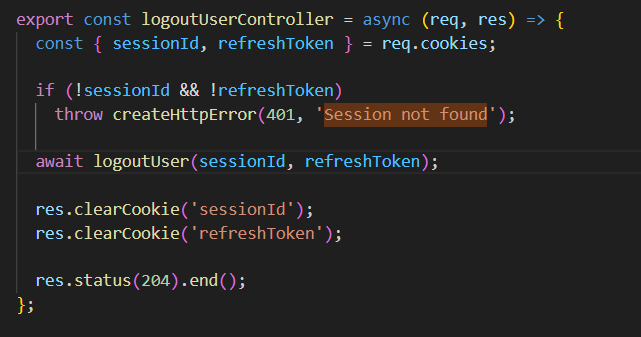 export const logoutUserController = async (req, res) => {
const { sessionId, refreshToken } = req.cookies;
if (!sessionId && !refreshToken)
throw createHttpError(401, 'Session not found');
await logoutUser(sessionId, refreshToken);
res.clearCookie('sessionId');
res.clearCookie('refreshToken');
res.status(204).end();
};